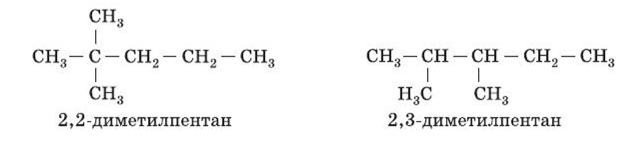 CH₃
CH₃ — C — CH₂ — CH₂ — CH₃
CH₃
2,2-диметилпентан
CH₃ — CH — CH — CH₂ — CH₃
H₃C CH₃
2,3-диметилпентан